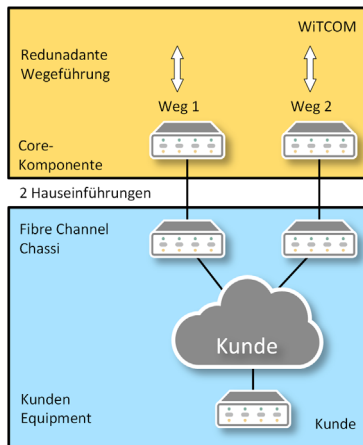 WiTCOM
Redunadante
Wegeführung
Weg 1
Weg 2
Core-
Komponente
2 Hauseinführungen
Fibre Channel
Chassi
Kunde
Kunden
Equipment
Kunde